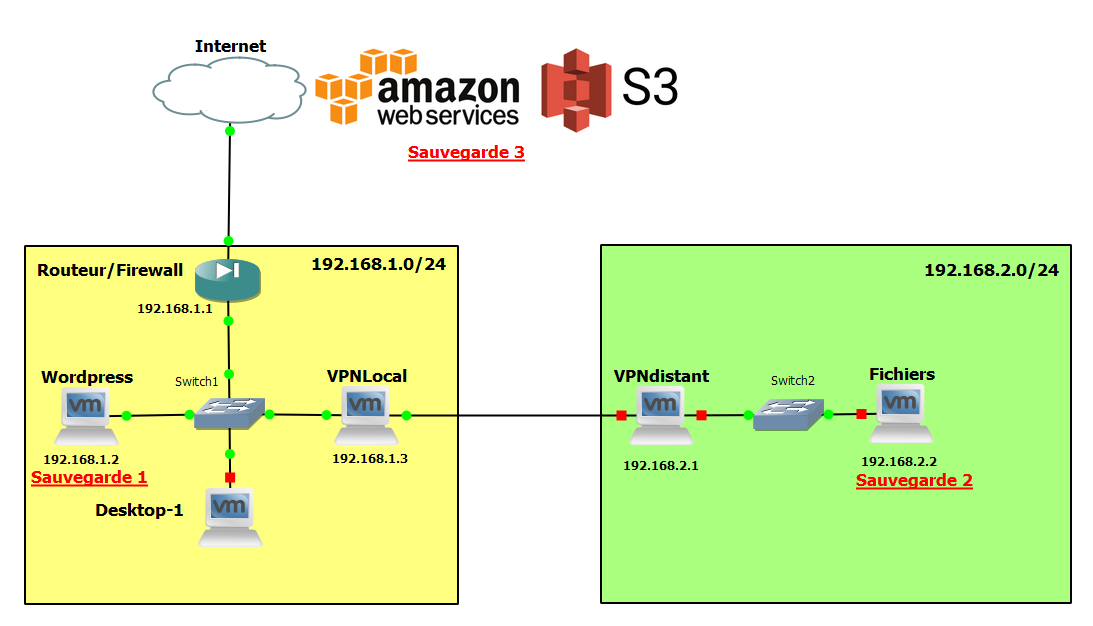 Internet
amazon
web services
S3
Sauvegarde 3
192.168.1.0/24
Routeur/Firewall
192.168.1.1
Wordpress
vm
192.168.1.2
Sauvegarde 1
Switch1
VPNLocal
vm
192.168.1.3
Desktop-1
vm
192.168.2.0/24
VPNdistant
vm
192.168.2.1
Switch2
Fichiers
vm
192.168.2.2
Sauvegarde 2